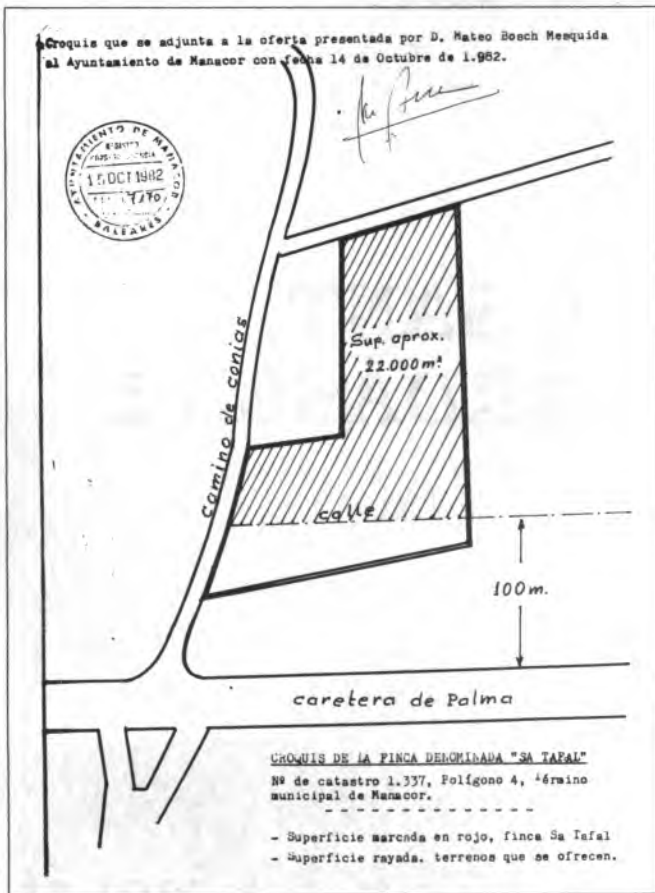 Croquis que se adjunta a la oferta presentada por D. Mateo Bosch Mesquida
al Ayuntamiento de Manacor con fecha 14 de Octubre de 1.982.
AYUNTAMIENTO DE MANACOR
15 OCT 1982
BALEARES
Sup. aprox.
22.000 m²
camino de conias
calle
100 m.
caretera de Palma
CROQUIS DE LA FINCA DENOMINADA "SA TAFAL"
Nº de catastro 1.337, Polígono 4, término
municipal de Manacor.
- Superficie marcada en rojo, finca Sa Tafal
- Superficie rayada, terrenos que se ofrecen.